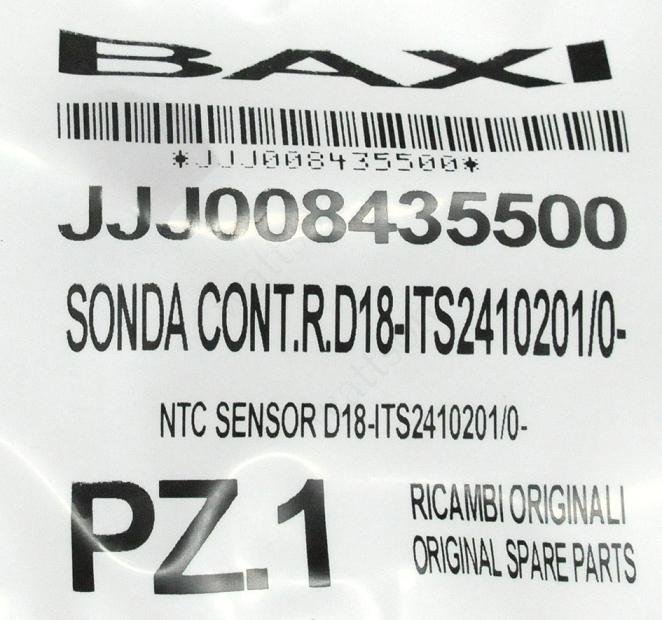 BAXI
*JJJ008435500*
JJJ008435500
SONDA CONT.R.D18-ITS2410201/0-
NTC SENSOR D18-ITS2410201/0-
PZ.1
RICAMBI ORIGINALI
ORIGINAL SPARE PARTS